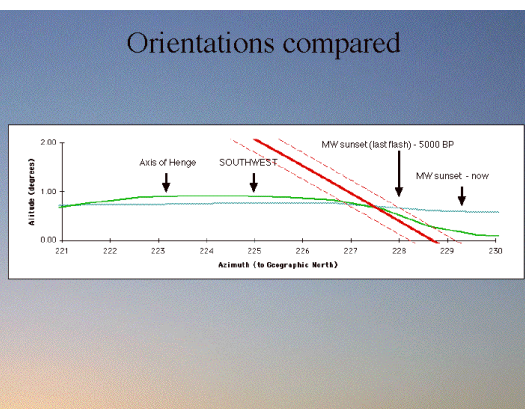 Orientations compared
2.00
MW sunset (last flash) - 5000 BP
Axis of Henge
SOUTHWEST
MW sunset - now
1.00
Altitude (degrees)
0.00
221 222 223 224 225 226 227 228 229 230
Azimuth (to Geographic North)